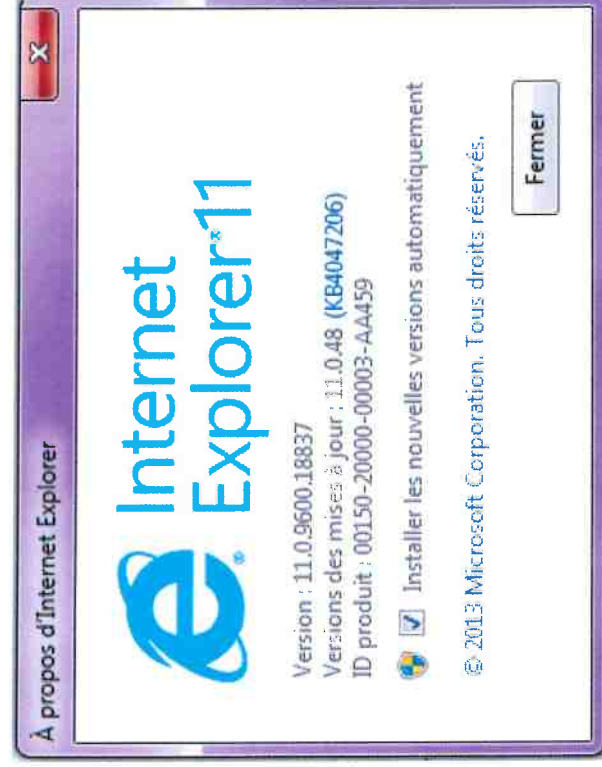 À propos d'Internet Explorer
Internet
Explorer®11
Version : 11.0.9600.18837
Versions des mises à jour : 11.0.48 (KB4047206)
ID produit : 00150-20000-00003-AA459
Installer les nouvelles versions automatiquement
© 2013 Microsoft Corporation. Tous droits réservés.
Fermer